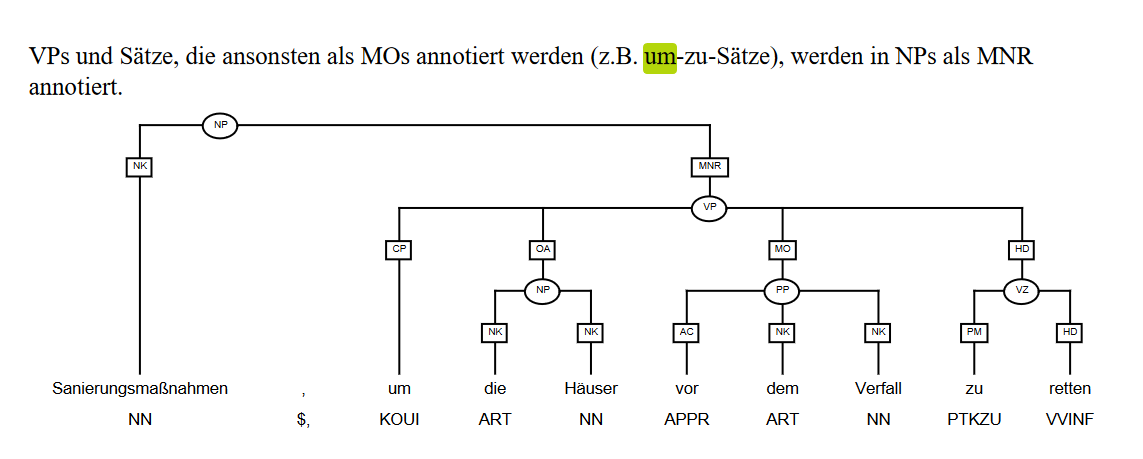 VPs und Sätze, die ansonsten als MOs annotiert werden (z.B. um-zu-Sätze), werden in NPs als MNR
annotiert.
NP
NK MNR
VP
CP OA MO HD
NP PP VZ
NK NK AC NK NK PM HD
Sanierungsmaßnahmen , um die Häuser vor dem Verfall zu retten
NN $, KOUI ART NN APPR ART NN PTKZU VVINF